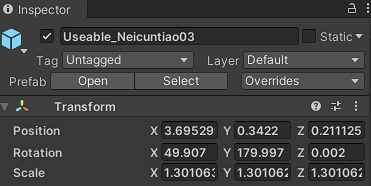 Inspector
Useable_Neicuntiao03 Static
Tag Untagged Layer Default
Prefab Open Select Overrides
Transform
Position X 3.69529 Y 0.3422 Z 0.211125
Rotation X 49.907 Y 179.997 Z 0.002
Scale X 1.301063 Y 1.301062 Z 1.301062